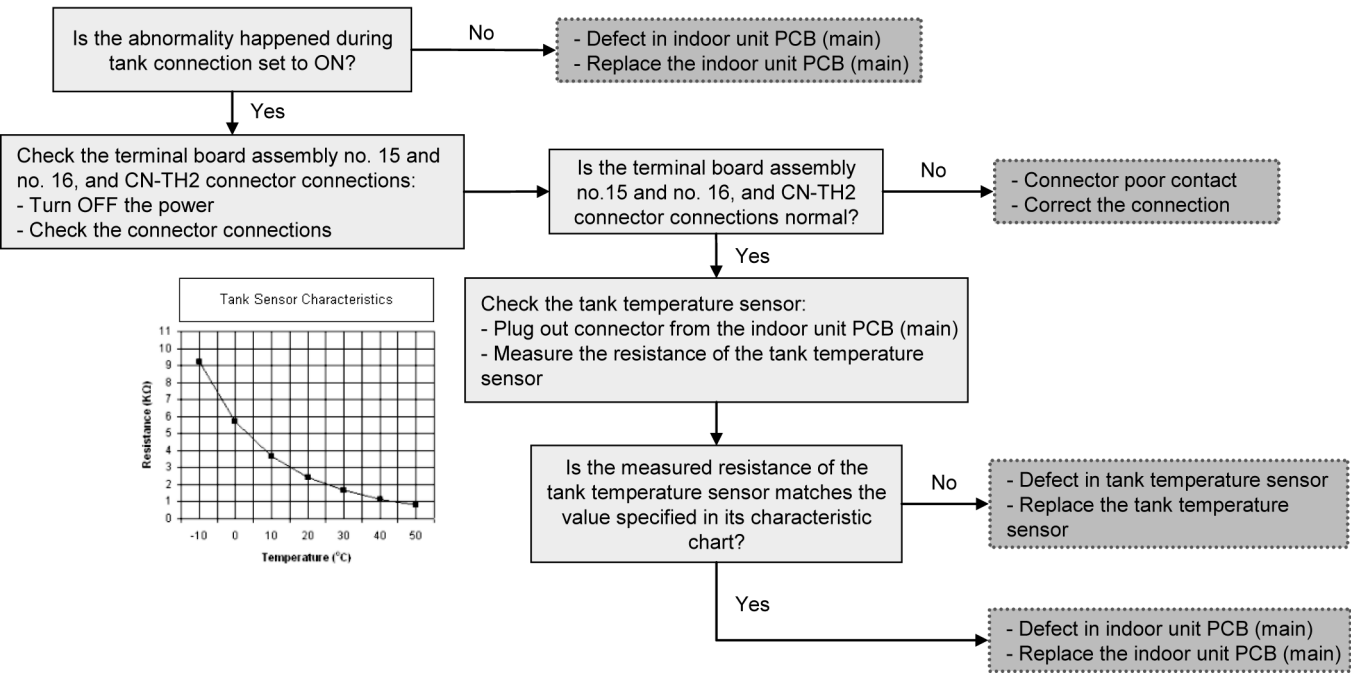 Is the abnormality happened during
tank connection set to ON?
No
- Defect in indoor unit PCB (main)
- Replace the indoor unit PCB (main)
Yes
Check the terminal board assembly no. 15 and
no. 16, and CN-TH2 connector connections:
- Turn OFF the power
- Check the connector connections
Is the terminal board assembly
no.15 and no. 16, and CN-TH2
connector connections normal?
No
- Connector poor contact
- Correct the connection
Yes
Check the tank temperature sensor:
- Plug out connector from the indoor unit PCB (main)
- Measure the resistance of the tank temperature
sensor
Tank Sensor Characteristics
11
10
9
8
7
6
5
4
3
2
1
0
Resistance (KΩ)
-10 0 10 20 30 40 50
Temperature (°C)
Is the measured resistance of the
tank temperature sensor matches the
value specified in its characteristic
chart?
No
- Defect in tank temperature sensor
- Replace the tank temperature
sensor
Yes
- Defect in indoor unit PCB (main)
- Replace the indoor unit PCB (main)